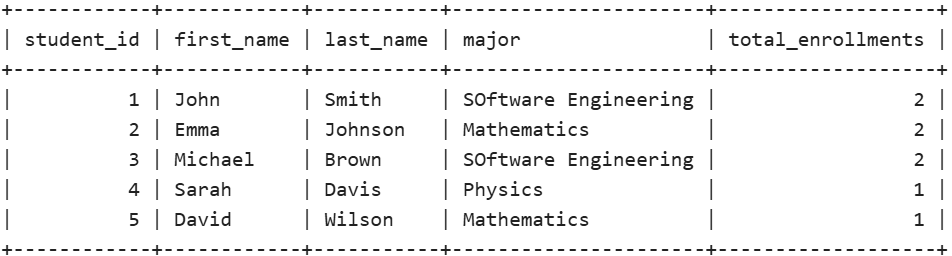 +------------+------------+-----------+----------------------+-------------------+
| student_id | first_name | last_name | major                | total_enrollments |
+------------+------------+-----------+----------------------+-------------------+
|          1 | John       | Smith     | SOftware Engineering |                 2 |
|          2 | Emma       | Johnson   | Mathematics          |                 2 |
|          3 | Michael    | Brown     | SOftware Engineering |                 2 |
|          4 | Sarah      | Davis     | Physics              |                 1 |
|          5 | David      | Wilson    | Mathematics          |                 1 |
+------------+------------+-----------+----------------------+-------------------+